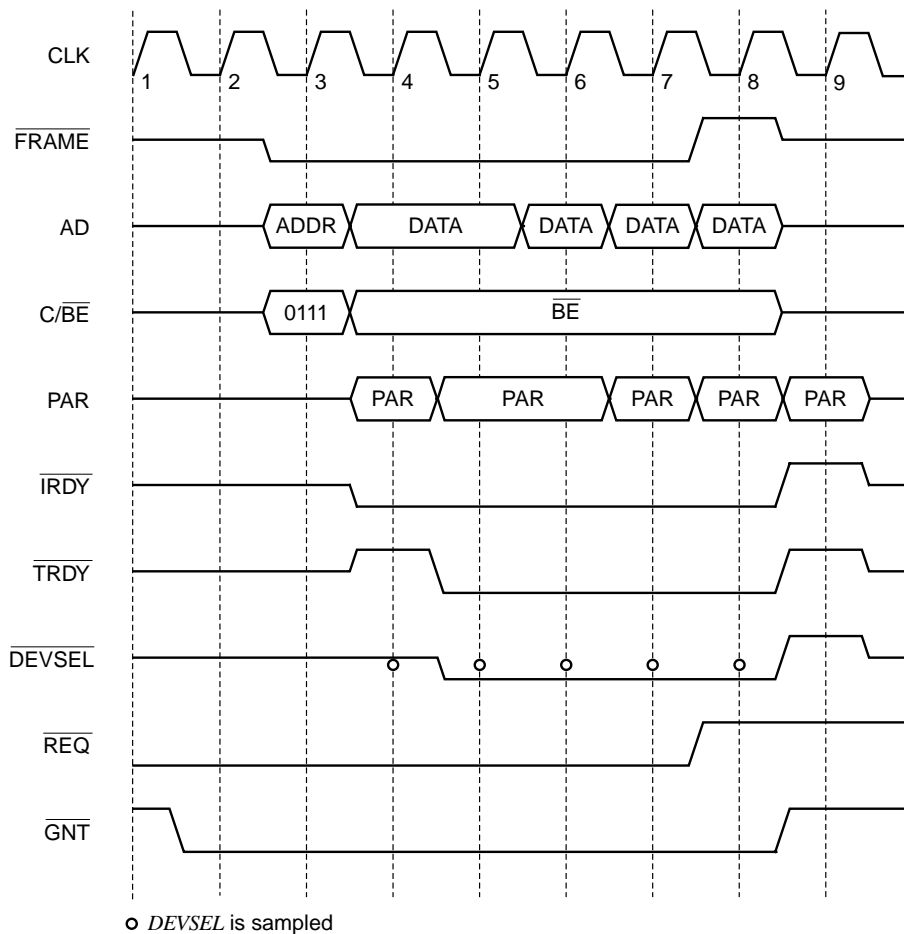 CLK
1 2 3 4 5 6 7 8 9
FRAME
AD
ADDR DATA DATA DATA DATA
C/BE
0111 BE
PAR
PAR PAR PAR PAR PAR
IRDY
TRDY
DEVSEL
REQ
GNT
DEVSEL is sampled